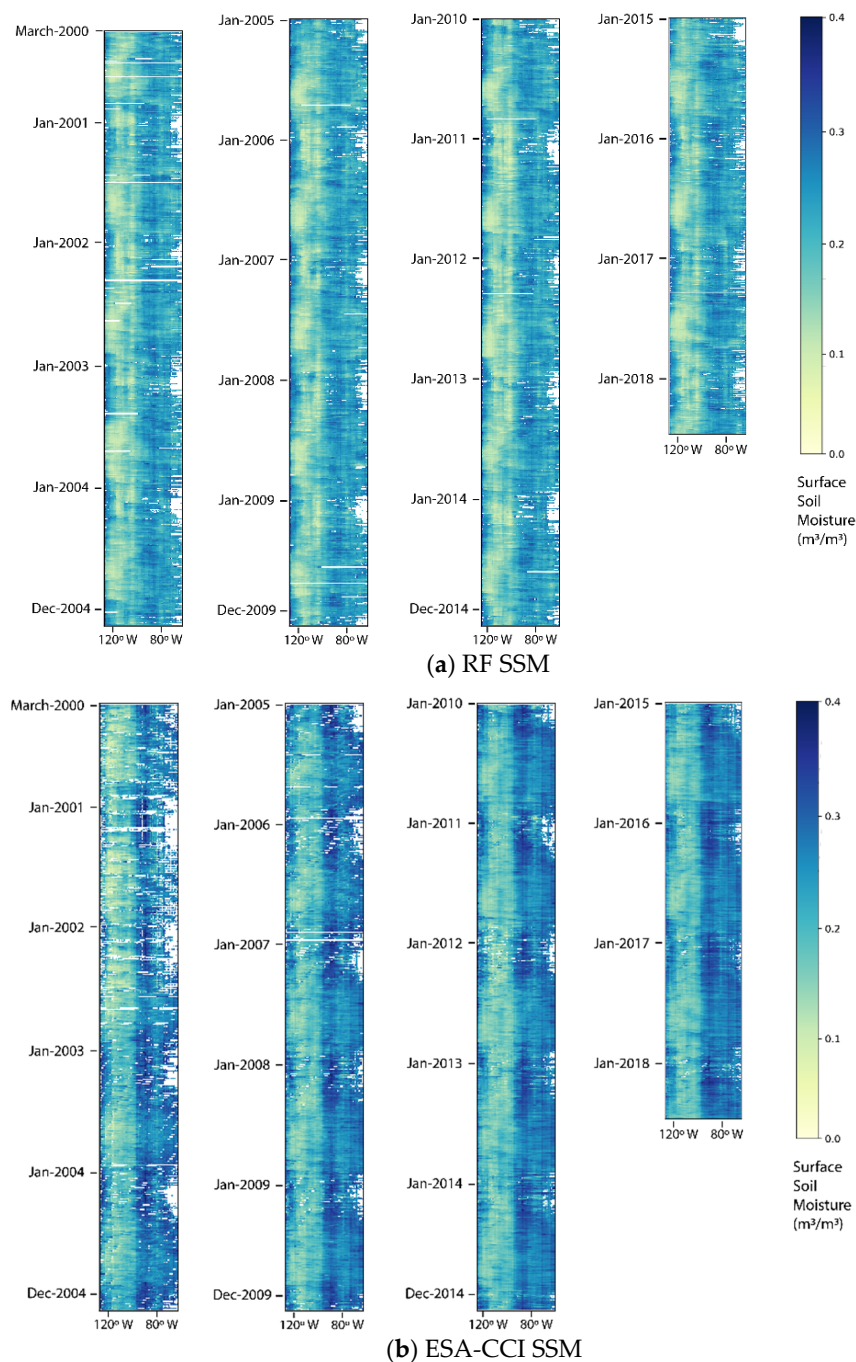 March-2000
Jan-2001
Jan-2002
Jan-2003
Jan-2004
Dec-2004
120° W 80° W
Jan-2005
Jan-2006
Jan-2007
Jan-2008
Jan-2009
Dec-2009
120° W 80° W
Jan-2010
Jan-2011
Jan-2012
Jan-2013
Jan-2014
Dec-2014
120° W 80° W
Jan-2015
Jan-2016
Jan-2017
Jan-2018
120° W 80° W
0.4
0.3
0.2
0.1
0.0
Surface
Soil
Moisture
(m³/m³)
(a) RF SSM
March-2000
Jan-2001
Jan-2002
Jan-2003
Jan-2004
Dec-2004
120° W 80° W
Jan-2005
Jan-2006
Jan-2007
Jan-2008
Jan-2009
Dec-2009
120° W 80° W
Jan-2010
Jan-2011
Jan-2012
Jan-2013
Jan-2014
Dec-2014
120° W 80° W
Jan-2015
Jan-2016
Jan-2017
Jan-2018
120° W 80° W
0.4
0.3
0.2
0.1
0.0
Surface
Soil
Moisture
(m³/m³)
(b) ESA-CCI SSM